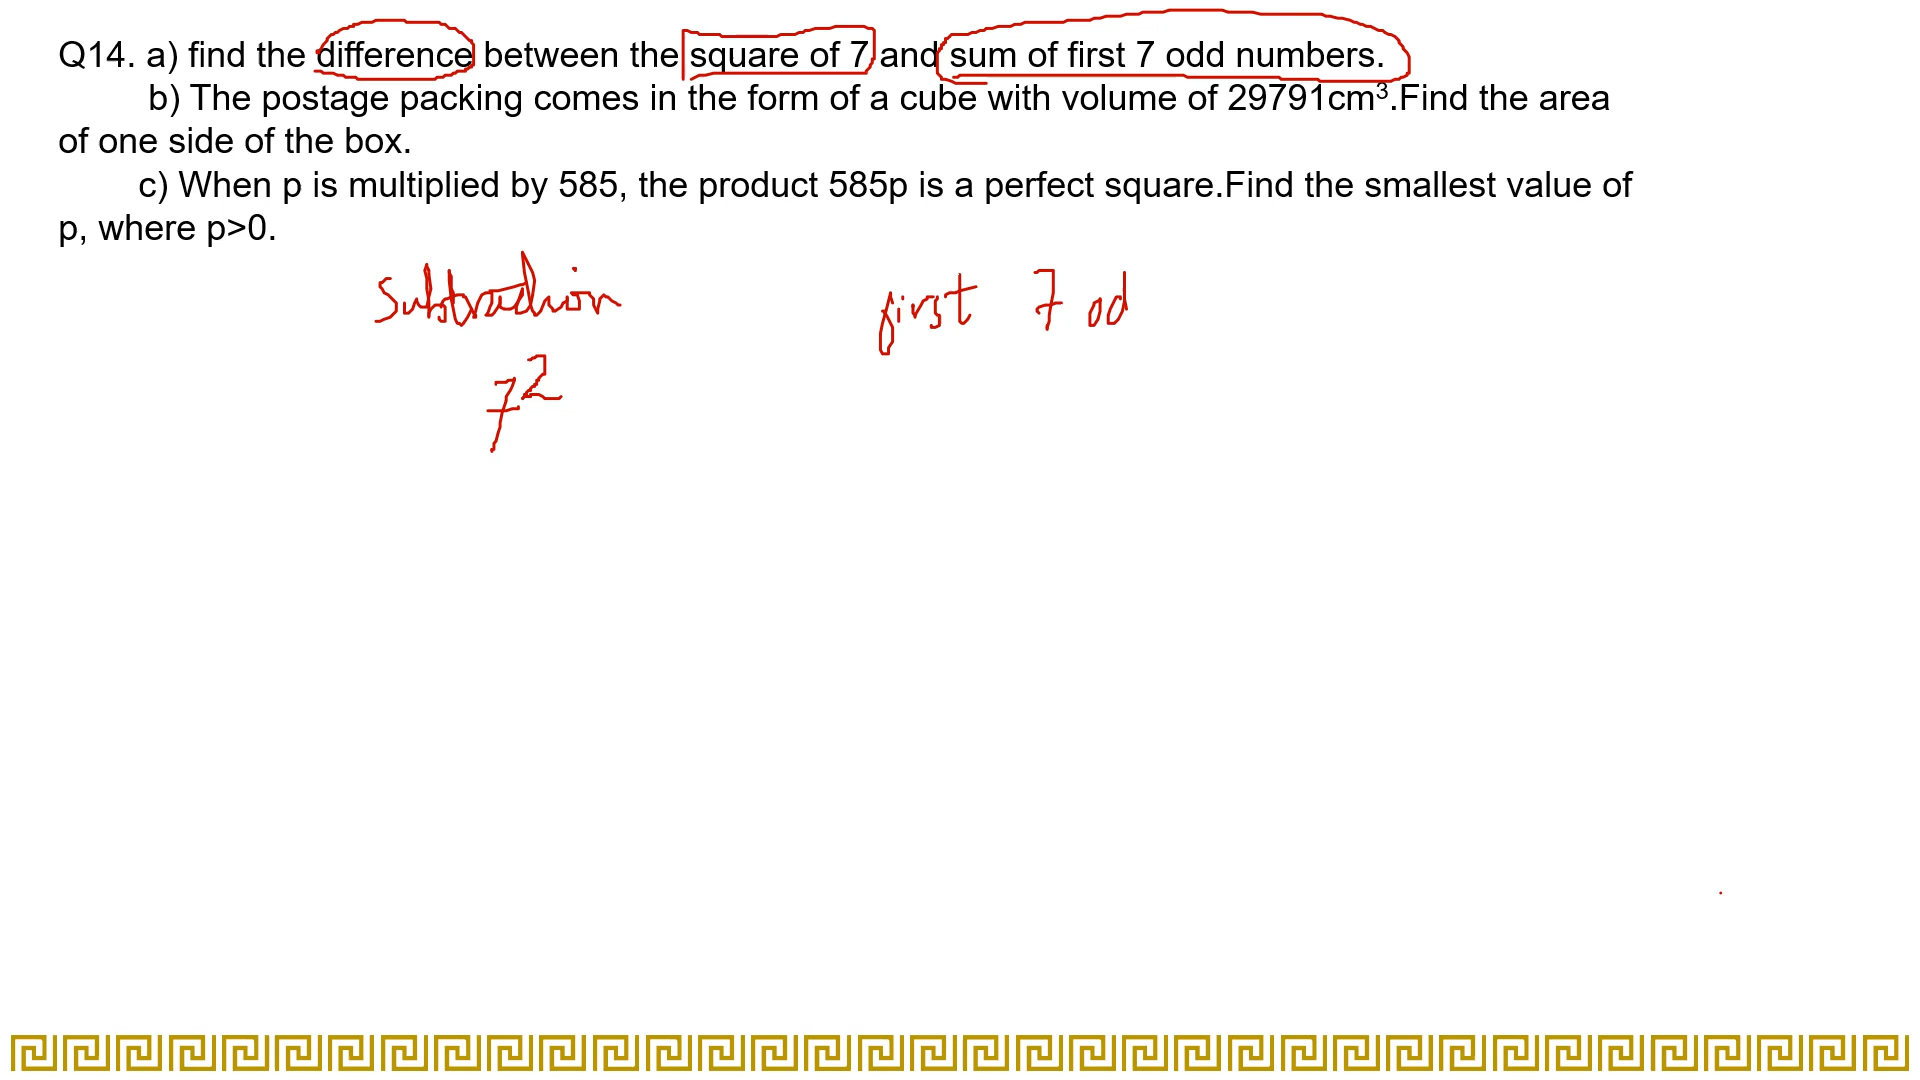 Q14. a) find the difference between the square of 7 and sum of first 7 odd numbers.
b) The postage packing comes in the form of a cube with volume of 29791cm³.Find the area
of one side of the box.
c) When p is multiplied by 585, the product 585p is a perfect square.Find the smallest value of
p, where p>0.
Subtraction first 7 od
7²